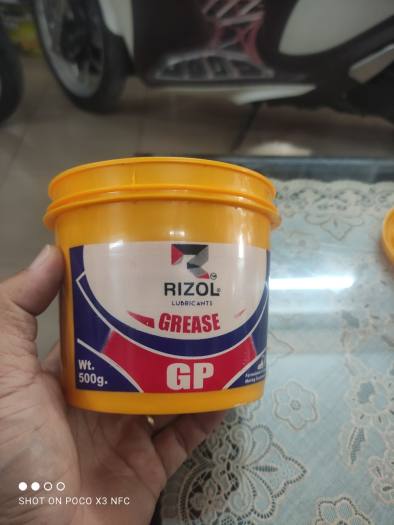 RIZOL
LUBRICANTS
GREASE
GP
Wt.
500g.
SHOT ON POCO X3 NFC